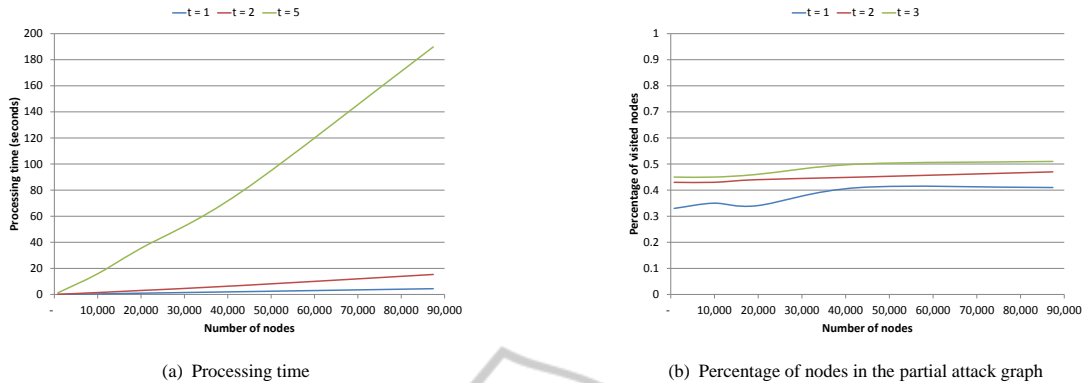 t = 1 t = 2 t = 5
200
180
160
140
120
100
80
60
40
20
0
Processing time (seconds)
- 10,000 20,000 30,000 40,000 50,000 60,000 70,000 80,000 90,000
Number of nodes
(a) Processing time
t = 1 t = 2 t = 3
1
0.9
0.8
0.7
0.6
0.5
0.4
0.3
0.2
0.1
0
Percentage of visited nodes
- 10,000 20,000 30,000 40,000 50,000 60,000 70,000 80,000 90,000
Number of nodes
(b) Percentage of nodes in the partial attack graph